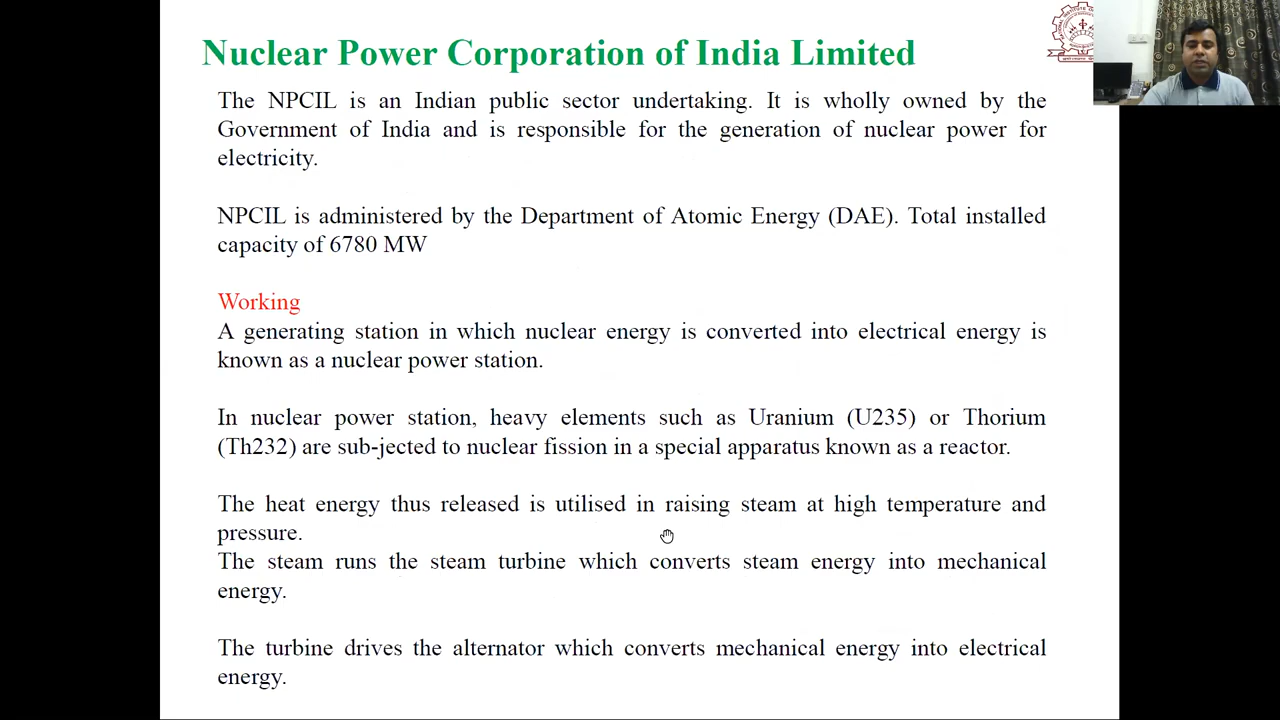 Nuclear Power Corporation of India Limited
The NPCIL is an Indian public sector undertaking. It is wholly owned by the
Government of India and is responsible for the generation of nuclear power for
electricity.
NPCIL is administered by the Department of Atomic Energy (DAE). Total installed
capacity of 6780 MW
Working
A generating station in which nuclear energy is converted into electrical energy is
known as a nuclear power station.
In nuclear power station, heavy elements such as Uranium (U235) or Thorium
(Th232) are sub-jected to nuclear fission in a special apparatus known as a reactor.
The heat energy thus released is utilised in raising steam at high temperature and
pressure.
The steam runs the steam turbine which converts steam energy into mechanical
energy.
The turbine drives the alternator which converts mechanical energy into electrical
energy.